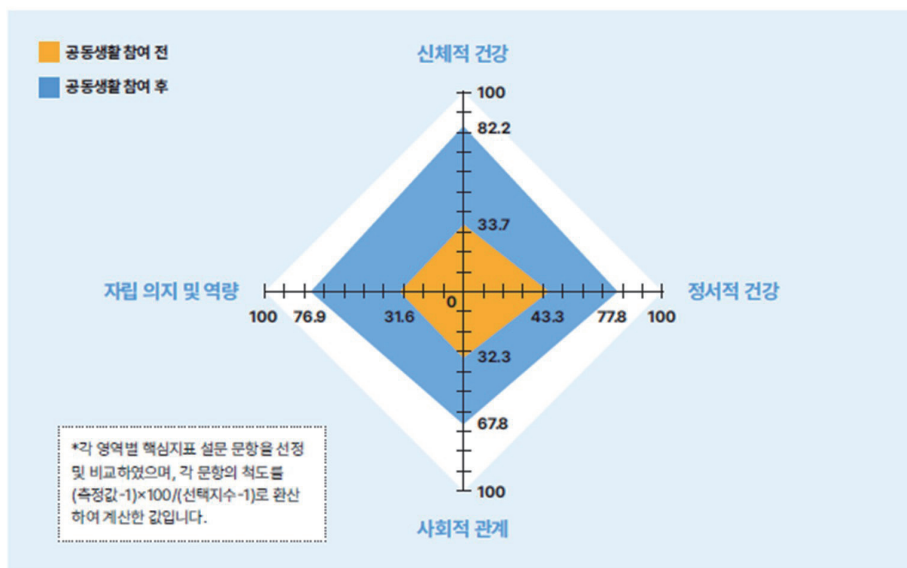 공동생활 참여 전
공동생활 참여 후
신체적 건강
100
82.2
33.7
자립 의지 및 역량
정서적 건강
0
100 76.9 31.6 43.3 77.8 100
32.3
67.8
100
사회적 관계
*각 영역별 핵심지표 설문 문항을 선정
및 비교하였으며, 각 문항의 척도를
(측정값-1)×100/(선택지수-1)로 환산
하여 계산한 값입니다.